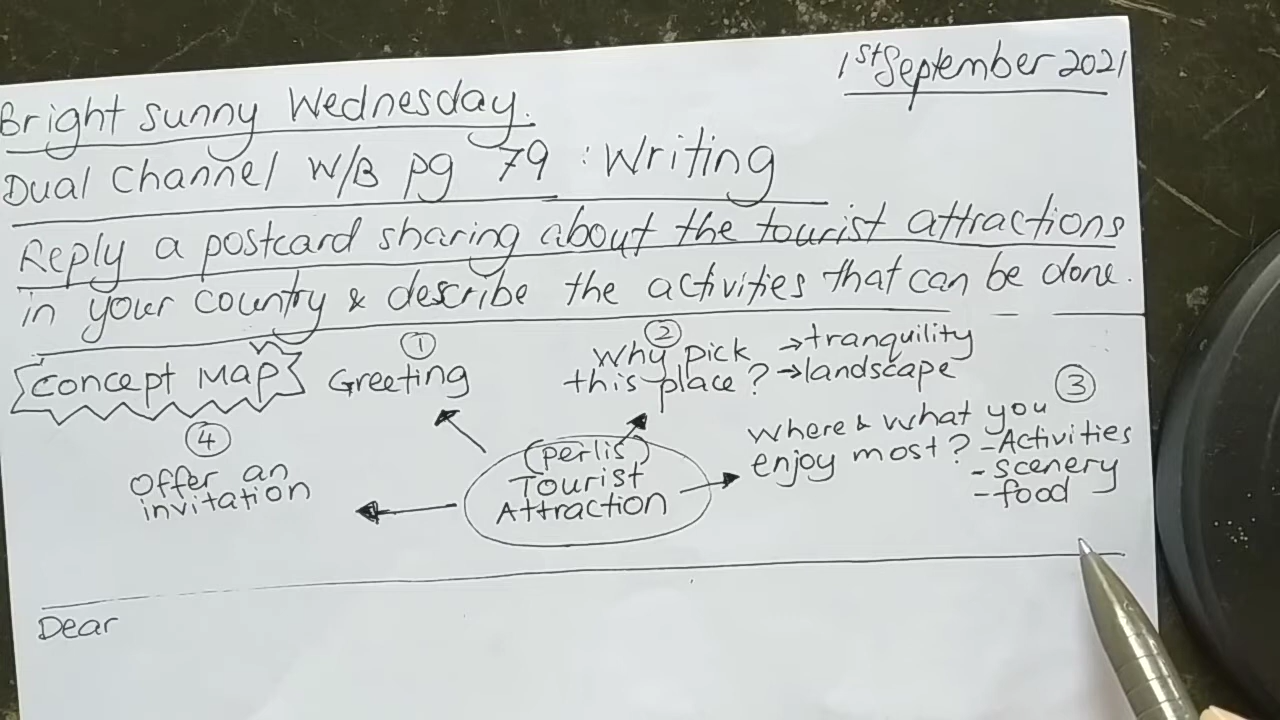 1st September 2021
Bright sunny Wednesday.
Dual Channel W/B pg 79 : Writing
Reply a postcard sharing about the tourist attractions
in your country & describe the activities that can be done.
Concept Map
① Greeting
② Why pick this place?
→tranquility
→landscape
③
Where & what you
enjoy most? -Activities
-scenery
-food
④
Offer an
invitation
(perlis)
Tourist
Attraction
Dear